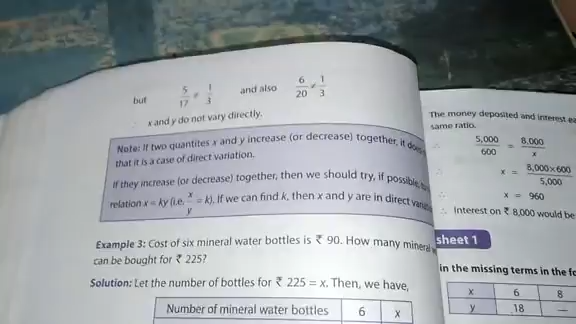 but 5/17 ≠ 1/3 and also 6/20 ≠ 1/3
∴ x and y do not vary directly.
Note: If two quantites x and y increase (or decrease) together, it does
that it is a case of direct variation.
If they increase (or decrease) together, then we should try, if possible,
relation x = ky (i.e. x/y = k). If we can find k, then x and y are in direct
Example 3: Cost of six mineral water bottles is ₹ 90. How many mineral
can be bought for ₹ 225?
Solution: Let the number of bottles for ₹ 225 = x. Then, we have,
Number of mineral water bottles 6 x
The money deposited and interest
same ratio.
∴ 5,000/600 = 8,000/x
∴ x = 8,000×600/5,000
∴ x = 960
∴ Interest on ₹ 8,000 would be
sheet 1
in the missing terms in the
x 6 8
y 18 —